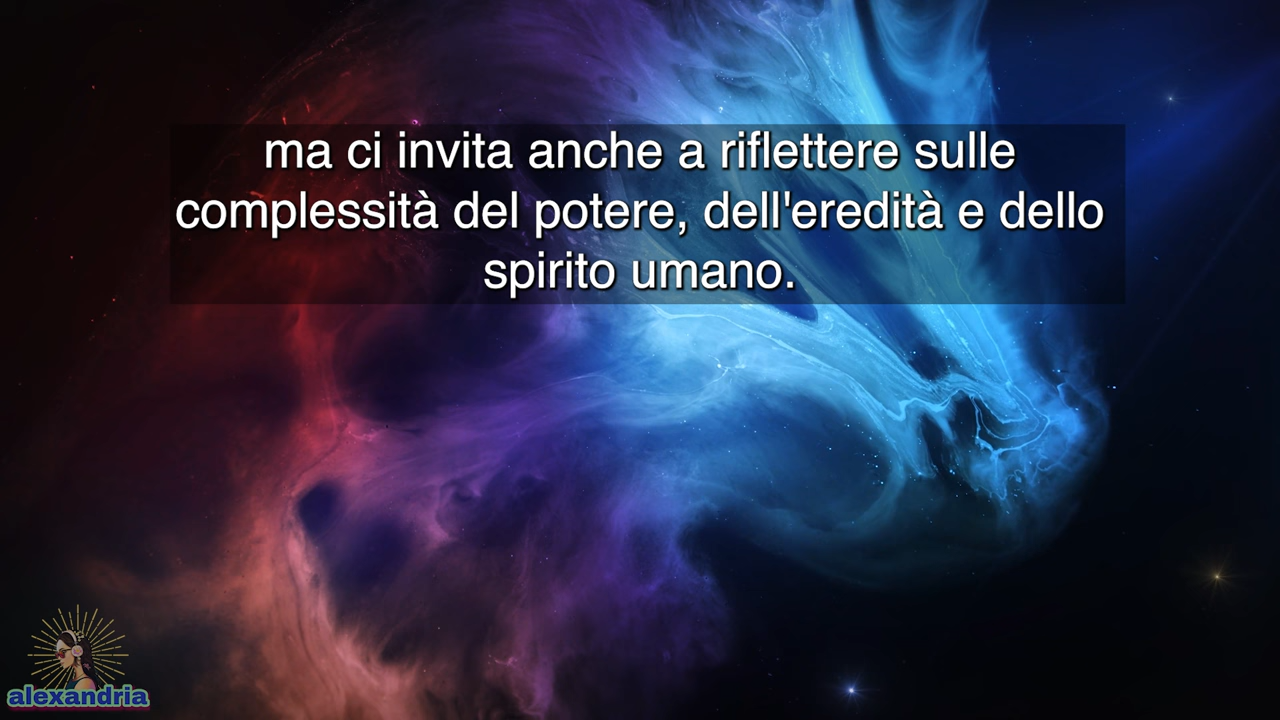 ma ci invita anche a riflettere sulle
complessità del potere, dell'eredità e dello
spirito umano.
alexandria